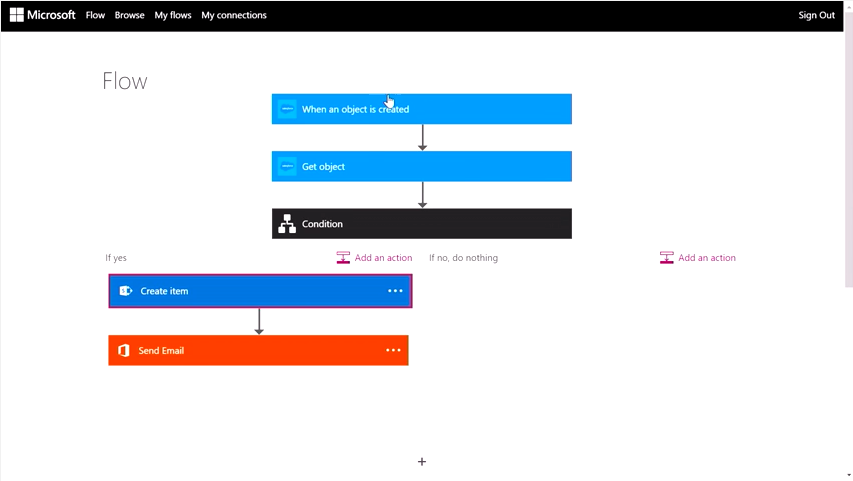 Microsoft Flow Browse My flows My connections Sign Out
Flow
When an object is created
Get object
Condition
If yes Add an action If no, do nothing Add an action
Create item
Send Email